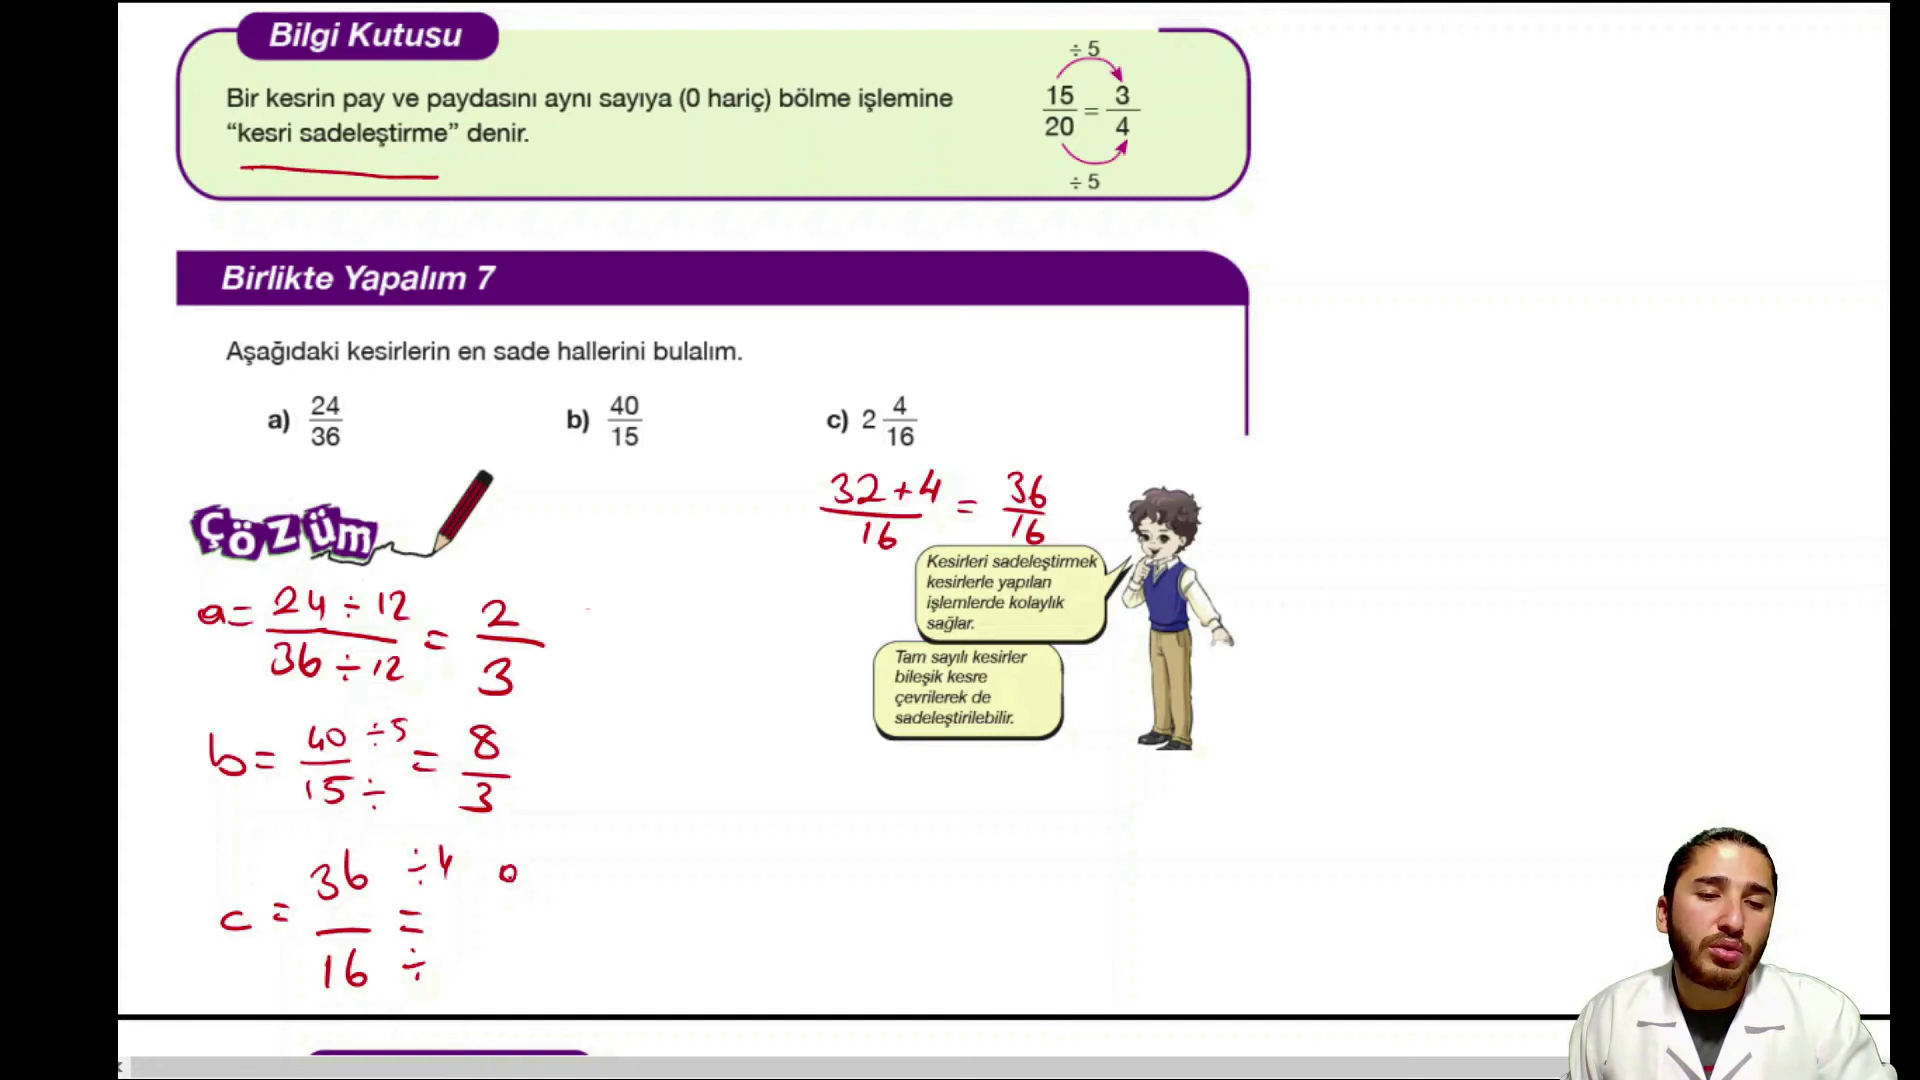 Bilgi Kutusu
Bir kesrin pay ve paydasını aynı sayıya (0 hariç) bölme işlemine
“kesri sadeleştirme” denir.
÷ 5
15/20 = 3/4
÷ 5
Birlikte Yapalım 7
Aşağıdaki kesirlerin en sade hallerini bulalım.
a) 24/36 b) 40/15 c) 2 4/16
32+4/16 = 36/16
Çözüm
Kesirleri sadeleştirmek
kesirlerle yapılan
işlemlerde kolaylık
sağlar.
Tam sayılı kesirler
bileşik kesre
çevrilerek de
sadeleştirilebilir.
a= 24 ÷ 12/36 ÷ 12 = 2/3
b= 40 ÷5/15 ÷ = 8/3
c = 36 ÷4/16 ÷ =